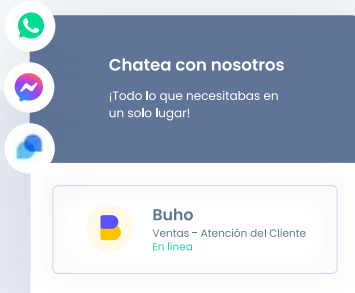 Chatea con nosotros
¡Todo lo que necesitabas en
un solo lugar!
Buho
Ventas – Atención del Cliente
En línea